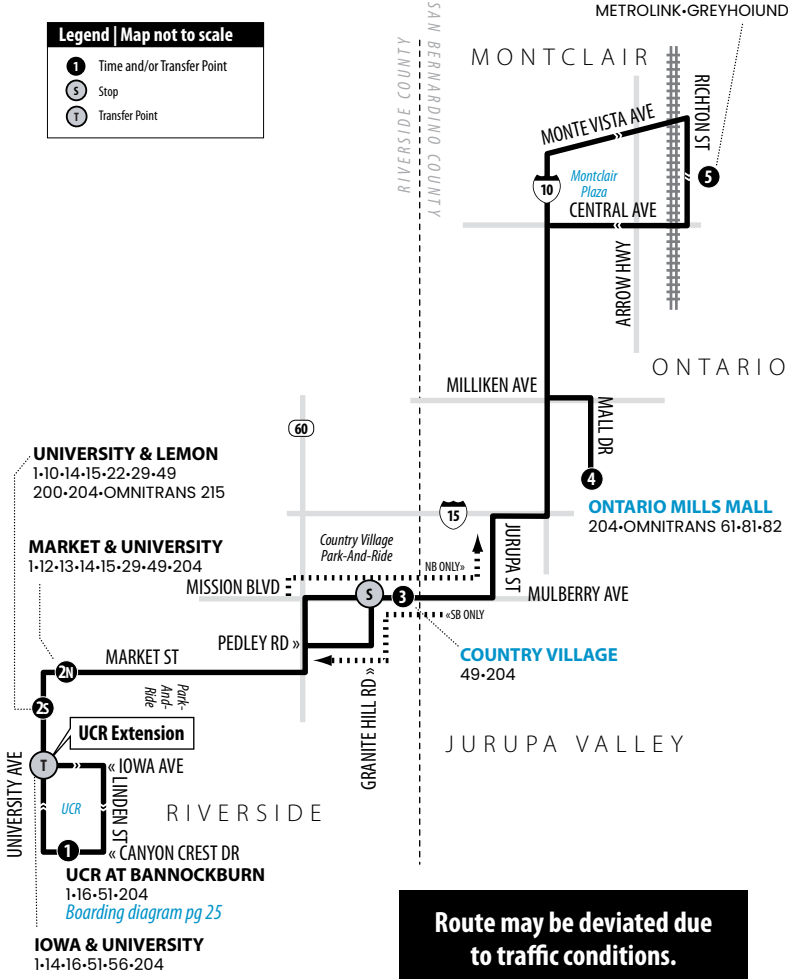 METROLINK•GREYHOIUND
Legend | Map not to scale
1 Time and/or Transfer Point
S Stop
T Transfer Point
RIVERSIDE COUNTY
SAN BERNARDINO COUNTY
MONTCLAIR
MONTE VISTA AVE
RICHTON ST
10
Montclair
Plaza
5
CENTRAL AVE
ARROW HWY
ONTARIO
MILLIKEN AVE
MALL DR
60
4
UNIVERSITY & LEMON
1•10•14•15•22•29•49
200•204•OMNITRANS 215
ONTARIO MILLS MALL
204•OMNITRANS 61•81•82
15
JURUPA ST
MARKET & UNIVERSITY
1•12•13•14•15•29•49•204
Country Village
Park-And-Ride
NB ONLY»
MISSION BLVD
S
3
MULBERRY AVE
«SB ONLY
PEDLEY RD »
GRANITE HILL RD »
COUNTRY VILLAGE
49•204
MARKET ST
2N
Park-
And-
Ride
2S
UCR Extension
JURUPA VALLEY
T
« IOWA AVE
UNIVERSITY AVE
LINDEN ST
UCR
RIVERSIDE
1
« CANYON CREST DR
UCR AT BANNOCKBURN
1•16•51•204
Boarding diagram pg 25
IOWA & UNIVERSITY
1•14•16•51•56•204
Route may be deviated due
to traffic conditions.